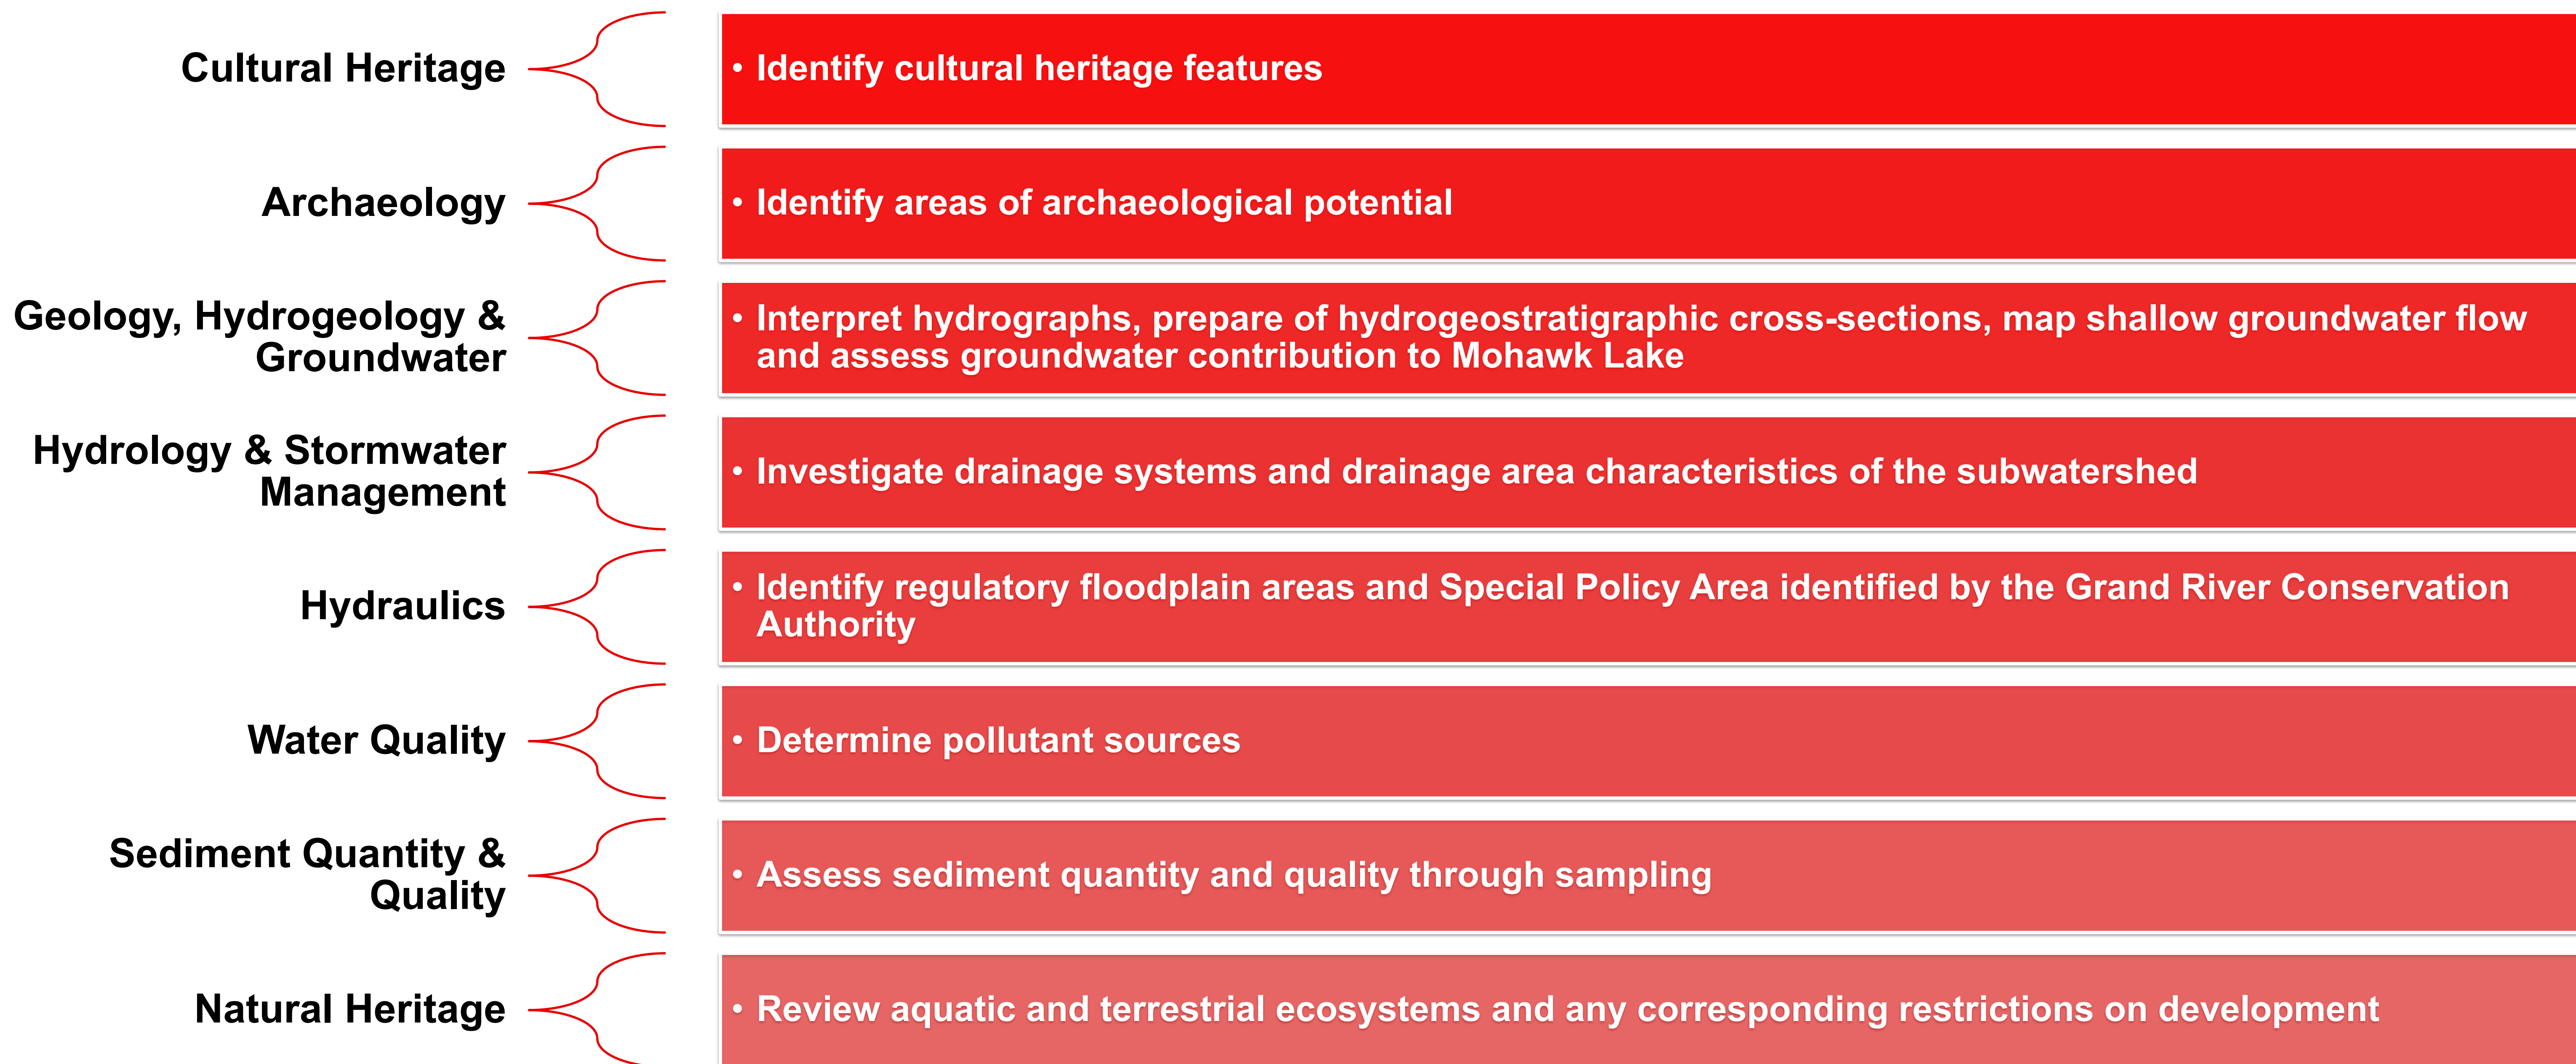 Cultural Heritage
• Identify cultural heritage features
Archaeology
• Identify areas of archaeological potential
Geology, Hydrogeology &
Groundwater
• Interpret hydrographs, prepare of hydrogeostratigraphic cross-sections, map shallow groundwater flow
and assess groundwater contribution to Mohawk Lake
Hydrology & Stormwater
Management
• Investigate drainage systems and drainage area characteristics of the subwatershed
Hydraulics
• Identify regulatory floodplain areas and Special Policy Area identified by the Grand River Conservation
Authority
Water Quality
• Determine pollutant sources
Sediment Quantity &
Quality
• Assess sediment quantity and quality through sampling
Natural Heritage
• Review aquatic and terrestrial ecosystems and any corresponding restrictions on development